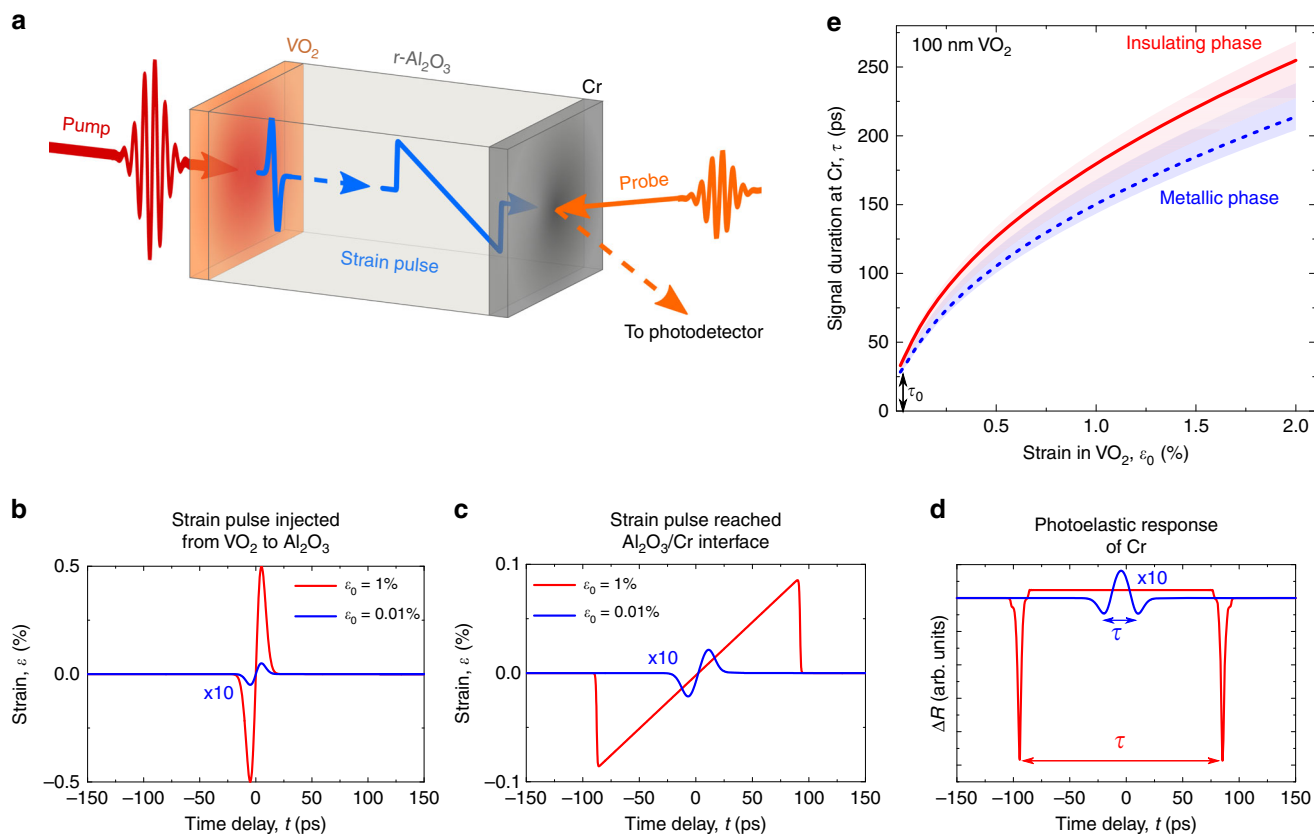 a
VO₂
r-Al₂O₃
Cr
Pump
Probe
Strain pulse
To photodetector
e
100 nm VO₂
Insulating phase
Metallic phase
τ₀
Signal duration at Cr, τ (ps)
250
200
150
100
50
0
0.5
1.0
1.5
2.0
Strain in VO₂, ε₀ (%)
b
Strain pulse injected
from VO₂ to Al₂O₃
ε₀ = 1%
ε₀ = 0.01%
x10
Strain, ε (%)
0.5
0.0
−0.5
−150
−100
−50
0
50
100
150
Time delay, t (ps)
c
Strain pulse reached
Al₂O₃/Cr interface
ε₀ = 1%
ε₀ = 0.01%
x10
Strain, ε (%)
0.1
0.0
−0.1
−150
−100
−50
0
50
100
150
Time delay, t (ps)
d
Photoelastic response
of Cr
x10
τ
τ
ΔR (arb. units)
−150
−100
−50
0
50
100
150
Time delay, t (ps)